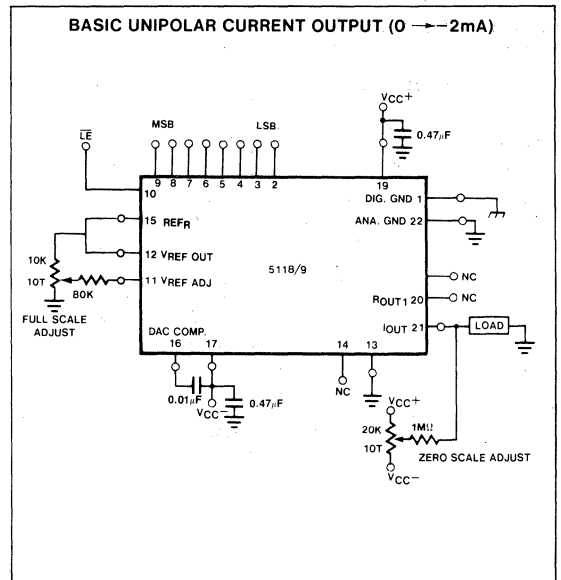 BASIC UNIPOLAR CURRENT OUTPUT (0 → -2mA)
VCC+
MSB LSB
LE
0.47µF
9 8 7 6 5 4 3 2
19
10
DIG. GND 1
15 REFR
ANA. GND 22
12 VREF OUT
10K
10T
5118/9
NC
11 VREF ADJ
80K
ROUT1 20
NC
FULL SCALE
ADJUST
IOUT 21
LOAD
DAC COMP.
16 17
14 13
0.01µF
VCC-
0.47µF
NC
VCC+
20K
10T
1MΩ
ZERO SCALE ADJUST
VCC-